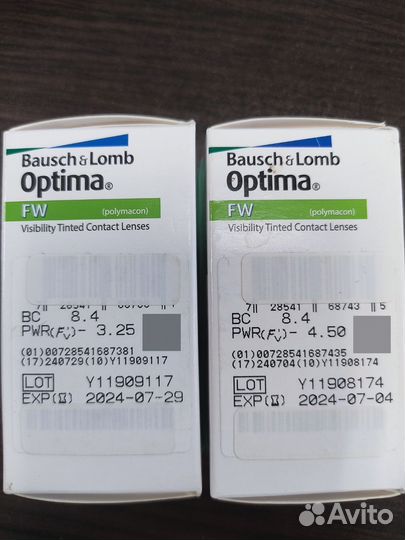 Bausch & Lomb
Optima®
FW (polymacon)
Visibility Tinted Contact Lenses
BC 8.4
PWR(F'v)- 3.25
(01)00728541687381
(17)240729(10)Y11909117
LOT Y11909117
EXP 2024-07-29
Bausch & Lomb
Optima®
FW (polymacon)
Visibility Tinted Contact Lenses
7 28541 68743 5
BC 8.4
PWR(F'v)- 4.50
(01)00728541687435
(17)240704(10)Y11908174
LOT Y11908174
EXP 2024-07-04
Avito